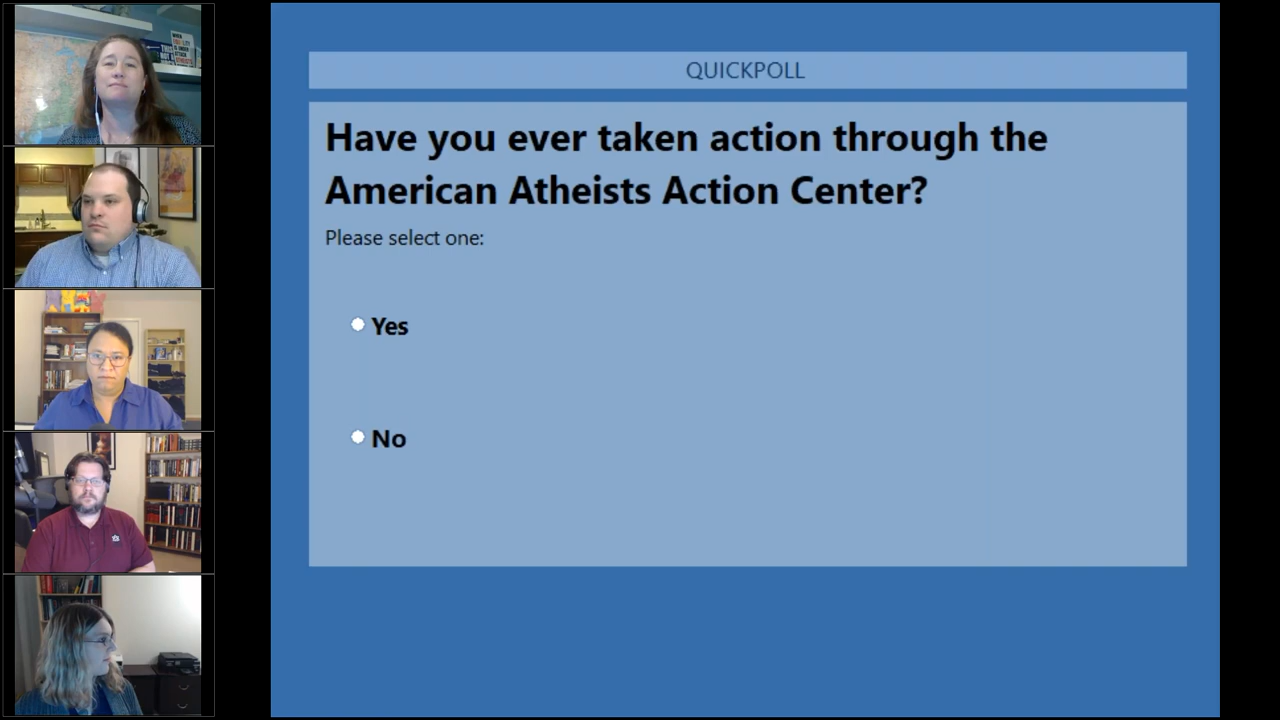 QUICKPOLL
Have you ever taken action through the
American Atheists Action Center?
Please select one:
Yes
No